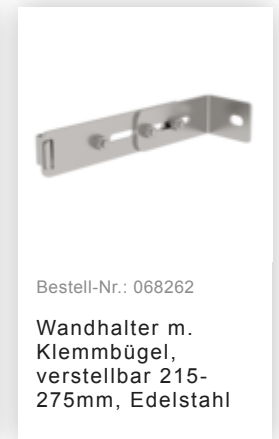 Bestell-Nr.: 068262
Wandhalter m.
Klemmbügel,
verstellbar 215-
275mm, Edelstahl